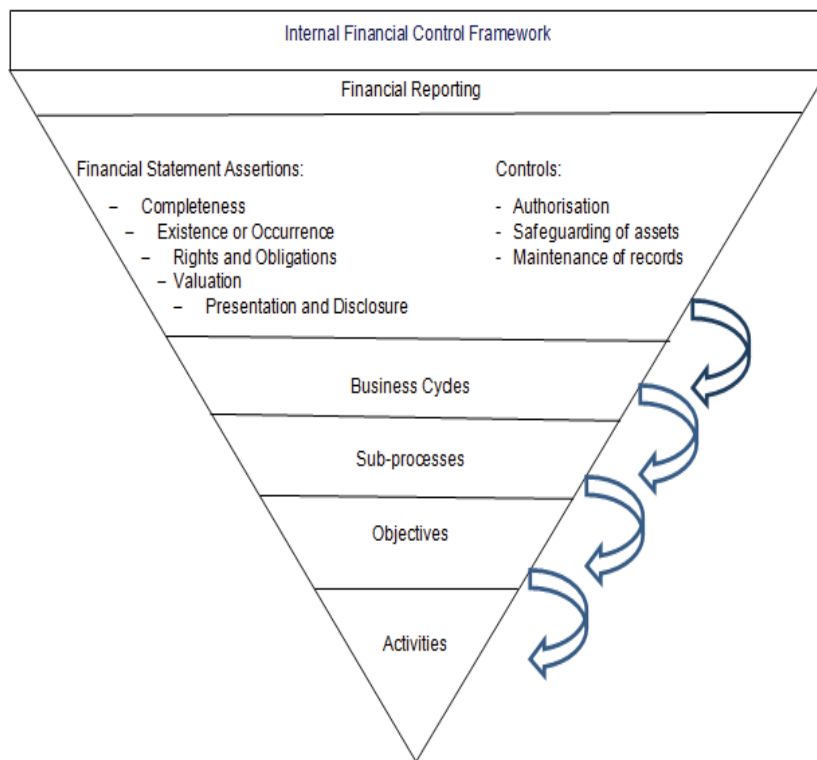 Internal Financial Control Framework
Financial Reporting
Financial Statement Assertions:
– Completeness
– Existence or Occurrence
– Rights and Obligations
– Valuation
– Presentation and Disclosure
Controls:
- Authorisation
- Safeguarding of assets
- Maintenance of records
Business Cycles
Sub-processes
Objectives
Activities